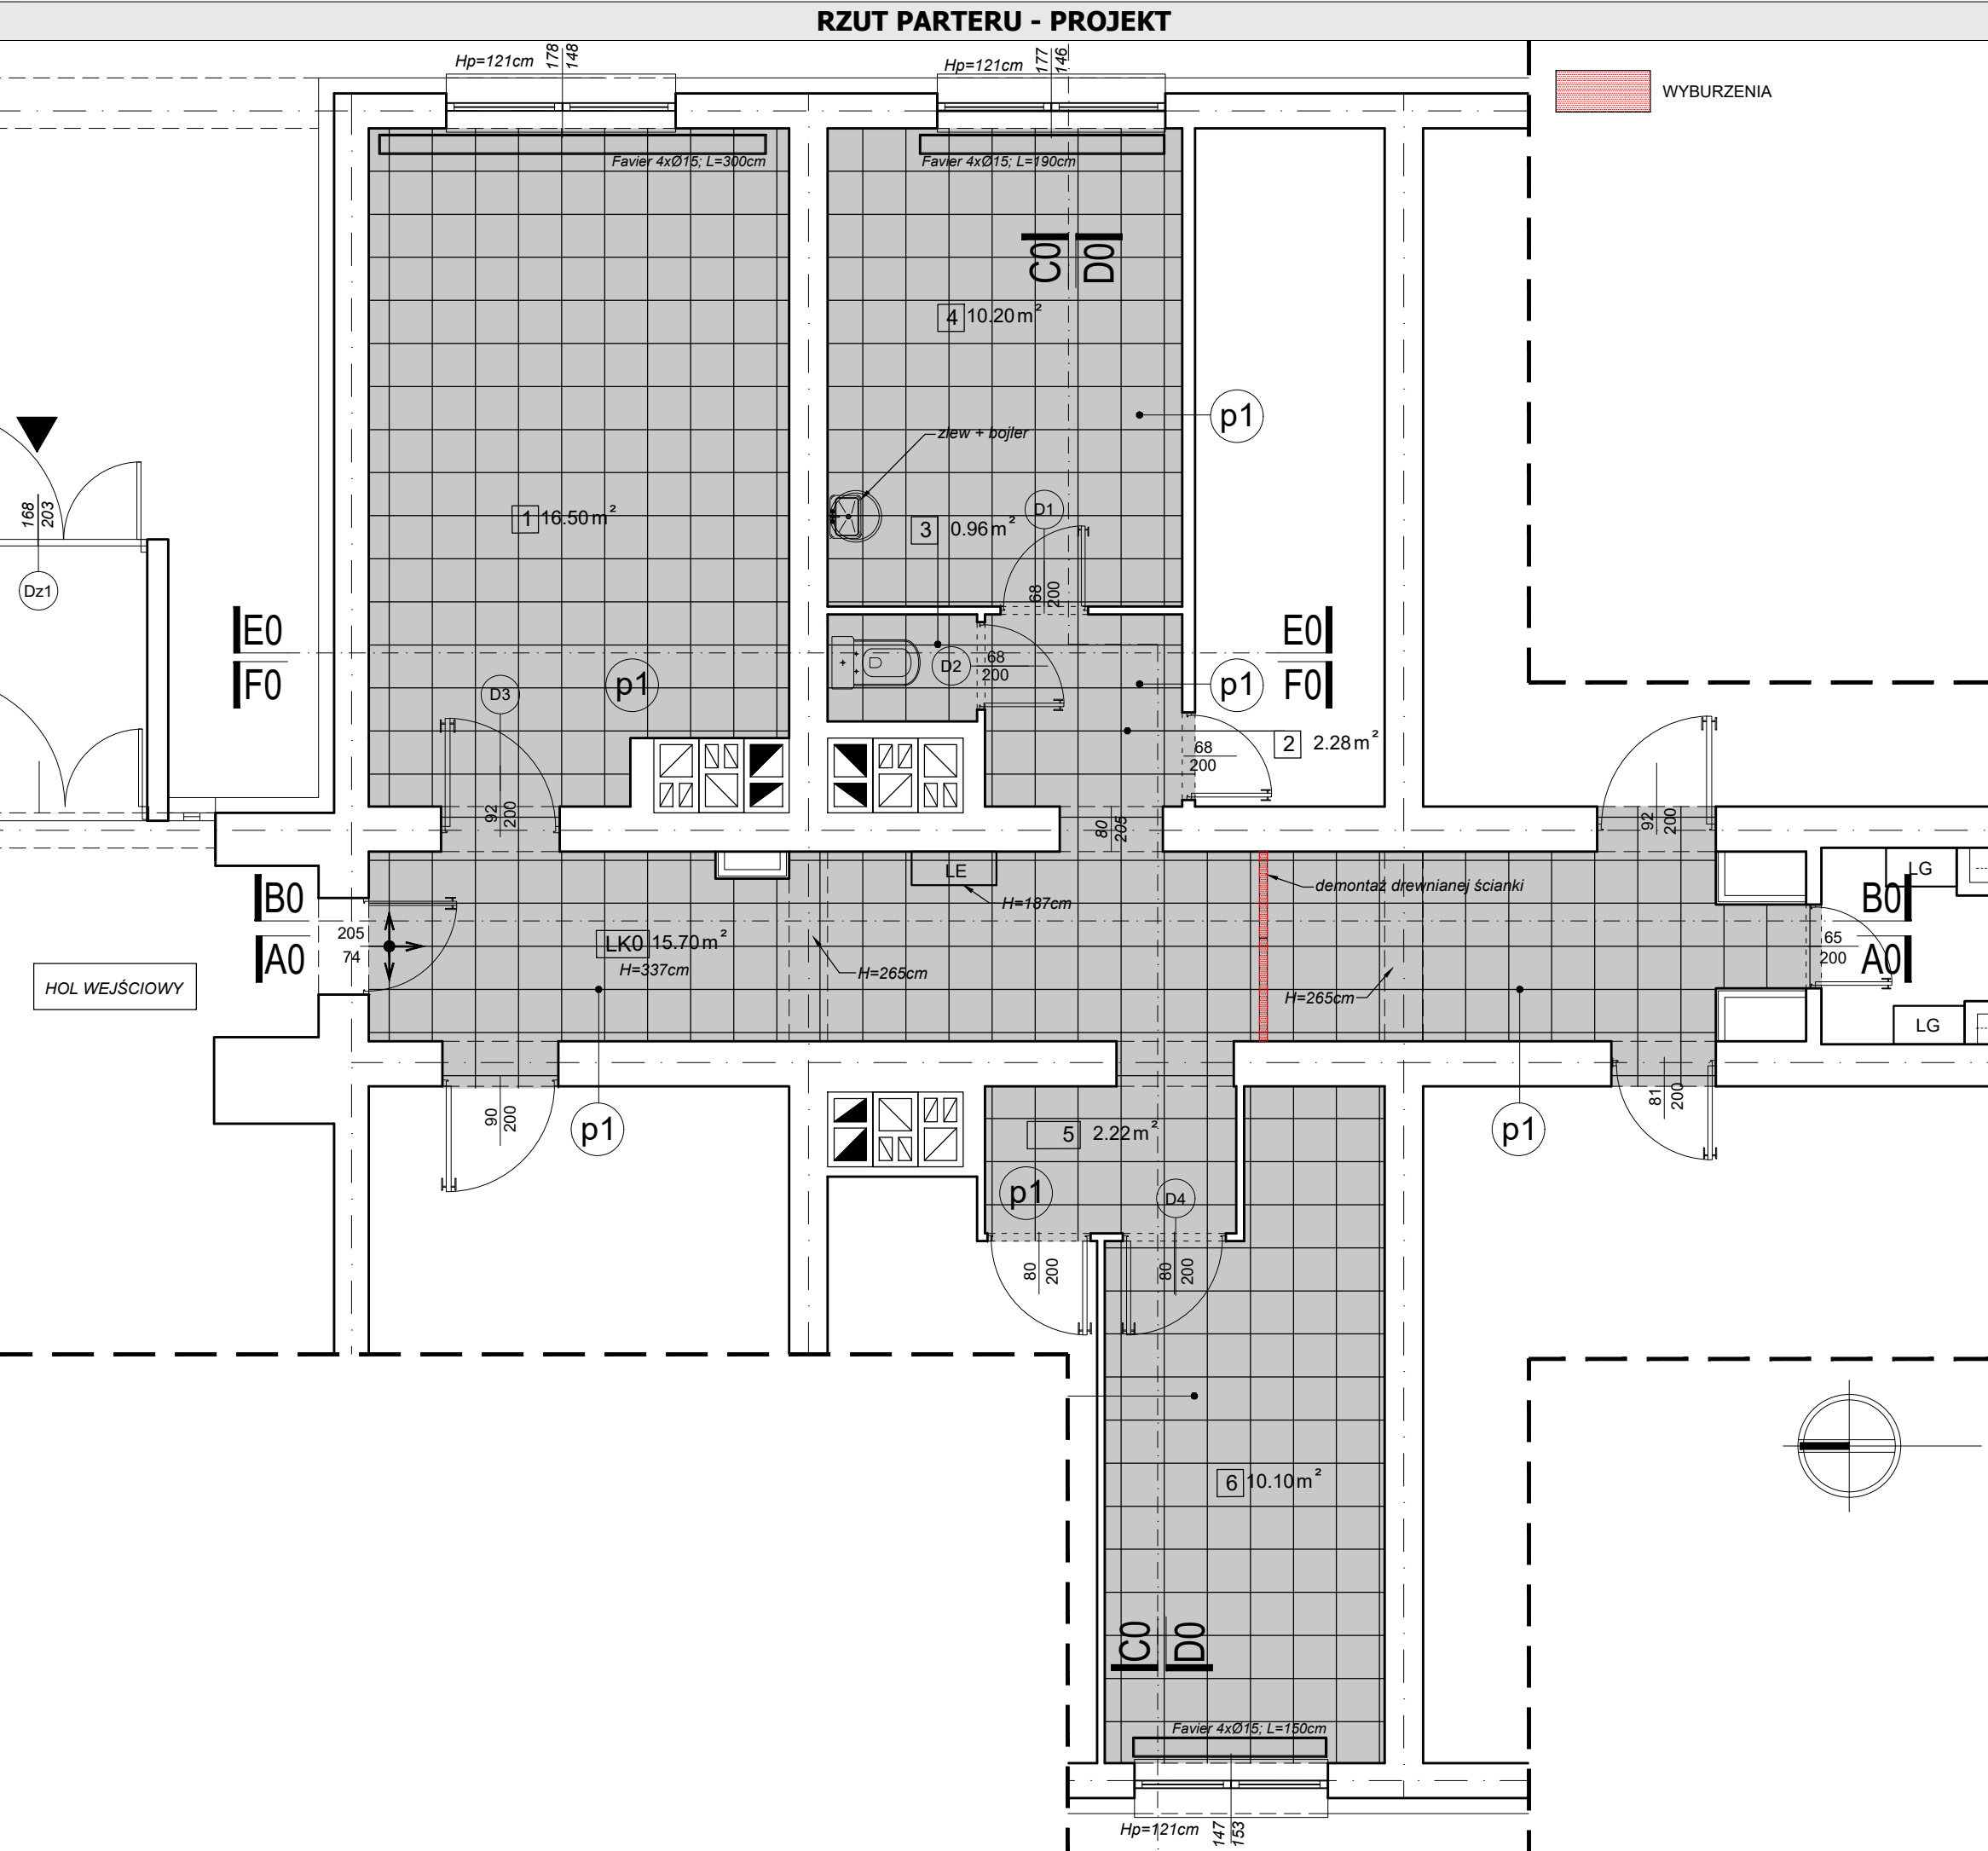 RZUT PARTERU - PROJEKT
Hp=121cm
178
148
Hp=121cm
177
146
WYBURZENIA
Favier 4xØ15; L=300cm
Favier 4xØ15; L=190cm
C0
D0
4 10.20 m²
p1
zlew + bojler
168
203
1 16.50 m²
3 0.96 m²
D1
Dz1
68
200
E0
F0
E0
F0
D2
68
200
D3
p1
p1
2 2.28 m²
68
200
92
200
80
205
92
200
LE
H=187cm
demontaż drewnianej ścianki
LG
B0
A0
205
74
LK0 15.70 m²
H=337cm
H=265cm
H=265cm
B0
A0
65
200
HOL WEJŚCIOWY
LG
90
200
p1
5 2.22 m²
p1
81
200
p1
D4
80
200
80
200
6 10.10 m²
C0
D0
Favier 4xØ15; L=150cm
Hp=121cm
147
153